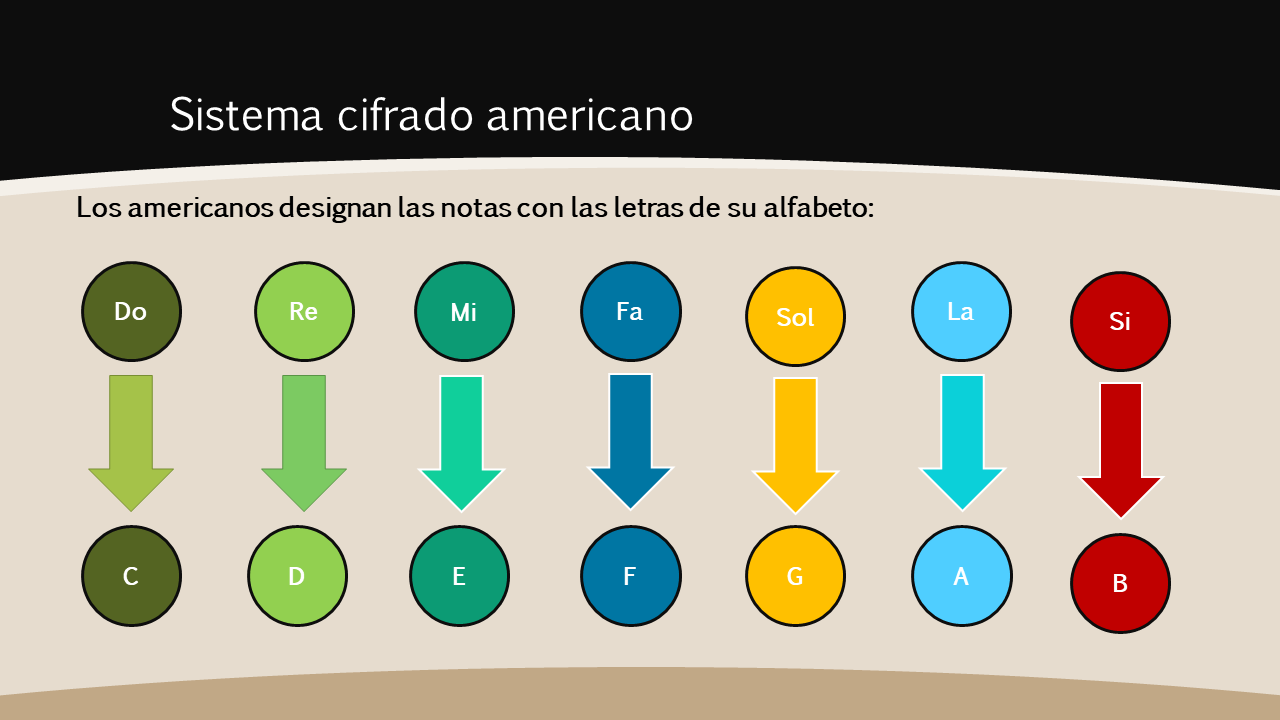 Sistema cifrado americano
Los americanos designan las notas con las letras de su alfabeto:
Do Re Mi Fa Sol La Si
C D E F G A B